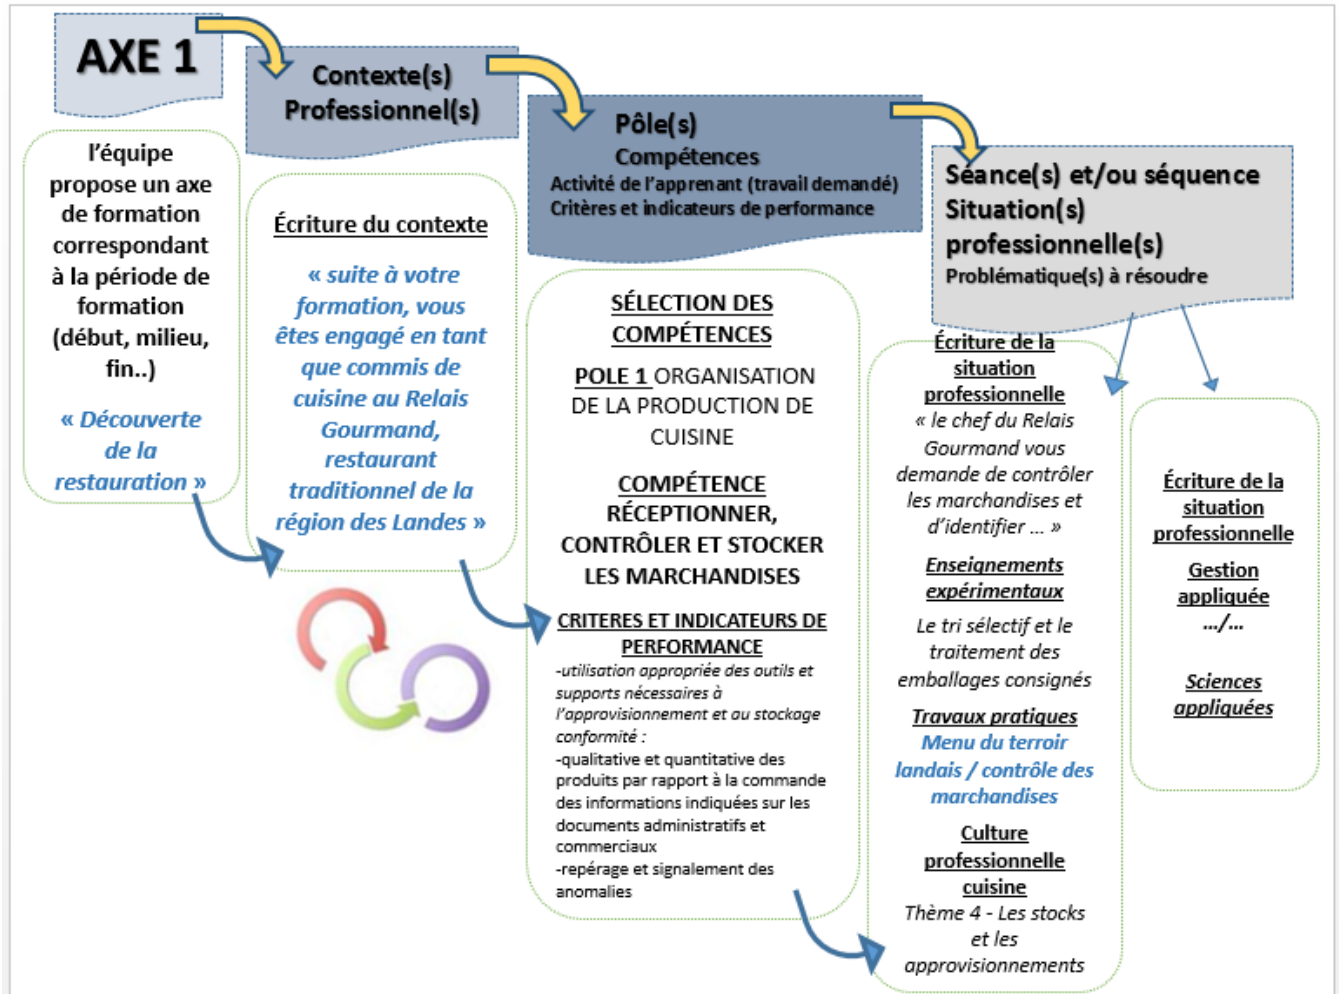 AXE 1
Contexte(s)
Professionnel(s)
Pôle(s)
Compétences
Activité de l'apprenant (travail demandé)
Critères et indicateurs de performance
Séance(s) et/ou séquence
Situation(s)
professionnelle(s)
Problématique(s) à résoudre
l'équipe
propose un axe
de formation
correspondant
à la période de
formation
(début, milieu,
fin..)
« Découverte
de la
restauration »
Écriture du contexte
« suite à votre
formation, vous
êtes engagé en tant
que commis de
cuisine au Relais
Gourmand,
restaurant
traditionnel de la
région des Landes »
SÉLECTION DES
COMPÉTENCES
POLE 1 ORGANISATION
DE LA PRODUCTION DE
CUISINE
COMPÉTENCE
RÉCEPTIONNER,
CONTRÔLER ET STOCKER
LES MARCHANDISES
CRITERES ET INDICATEURS DE
PERFORMANCE
-utilisation appropriée des outils et
supports nécessaires à
l'approvisionnement et au stockage
conformité :
-qualitative et quantitative des
produits par rapport à la commande
des informations indiquées sur les
documents administratifs et
commerciaux
-repérage et signalement des
anomalies
Écriture de la
situation
professionnelle
« le chef du Relais
Gourmand vous
demande de contrôler
les marchandises et
d'identifier ... »
Enseignements
expérimentaux
Le tri sélectif et le
traitement des
emballages consignés
Travaux pratiques
Menu du terroir
landais / contrôle des
marchandises
Culture
professionnelle
cuisine
Thème 4 - Les stocks
et les
approvisionnements
Écriture de la
situation
professionnelle
Gestion
appliquée
.../...
Sciences
appliquées